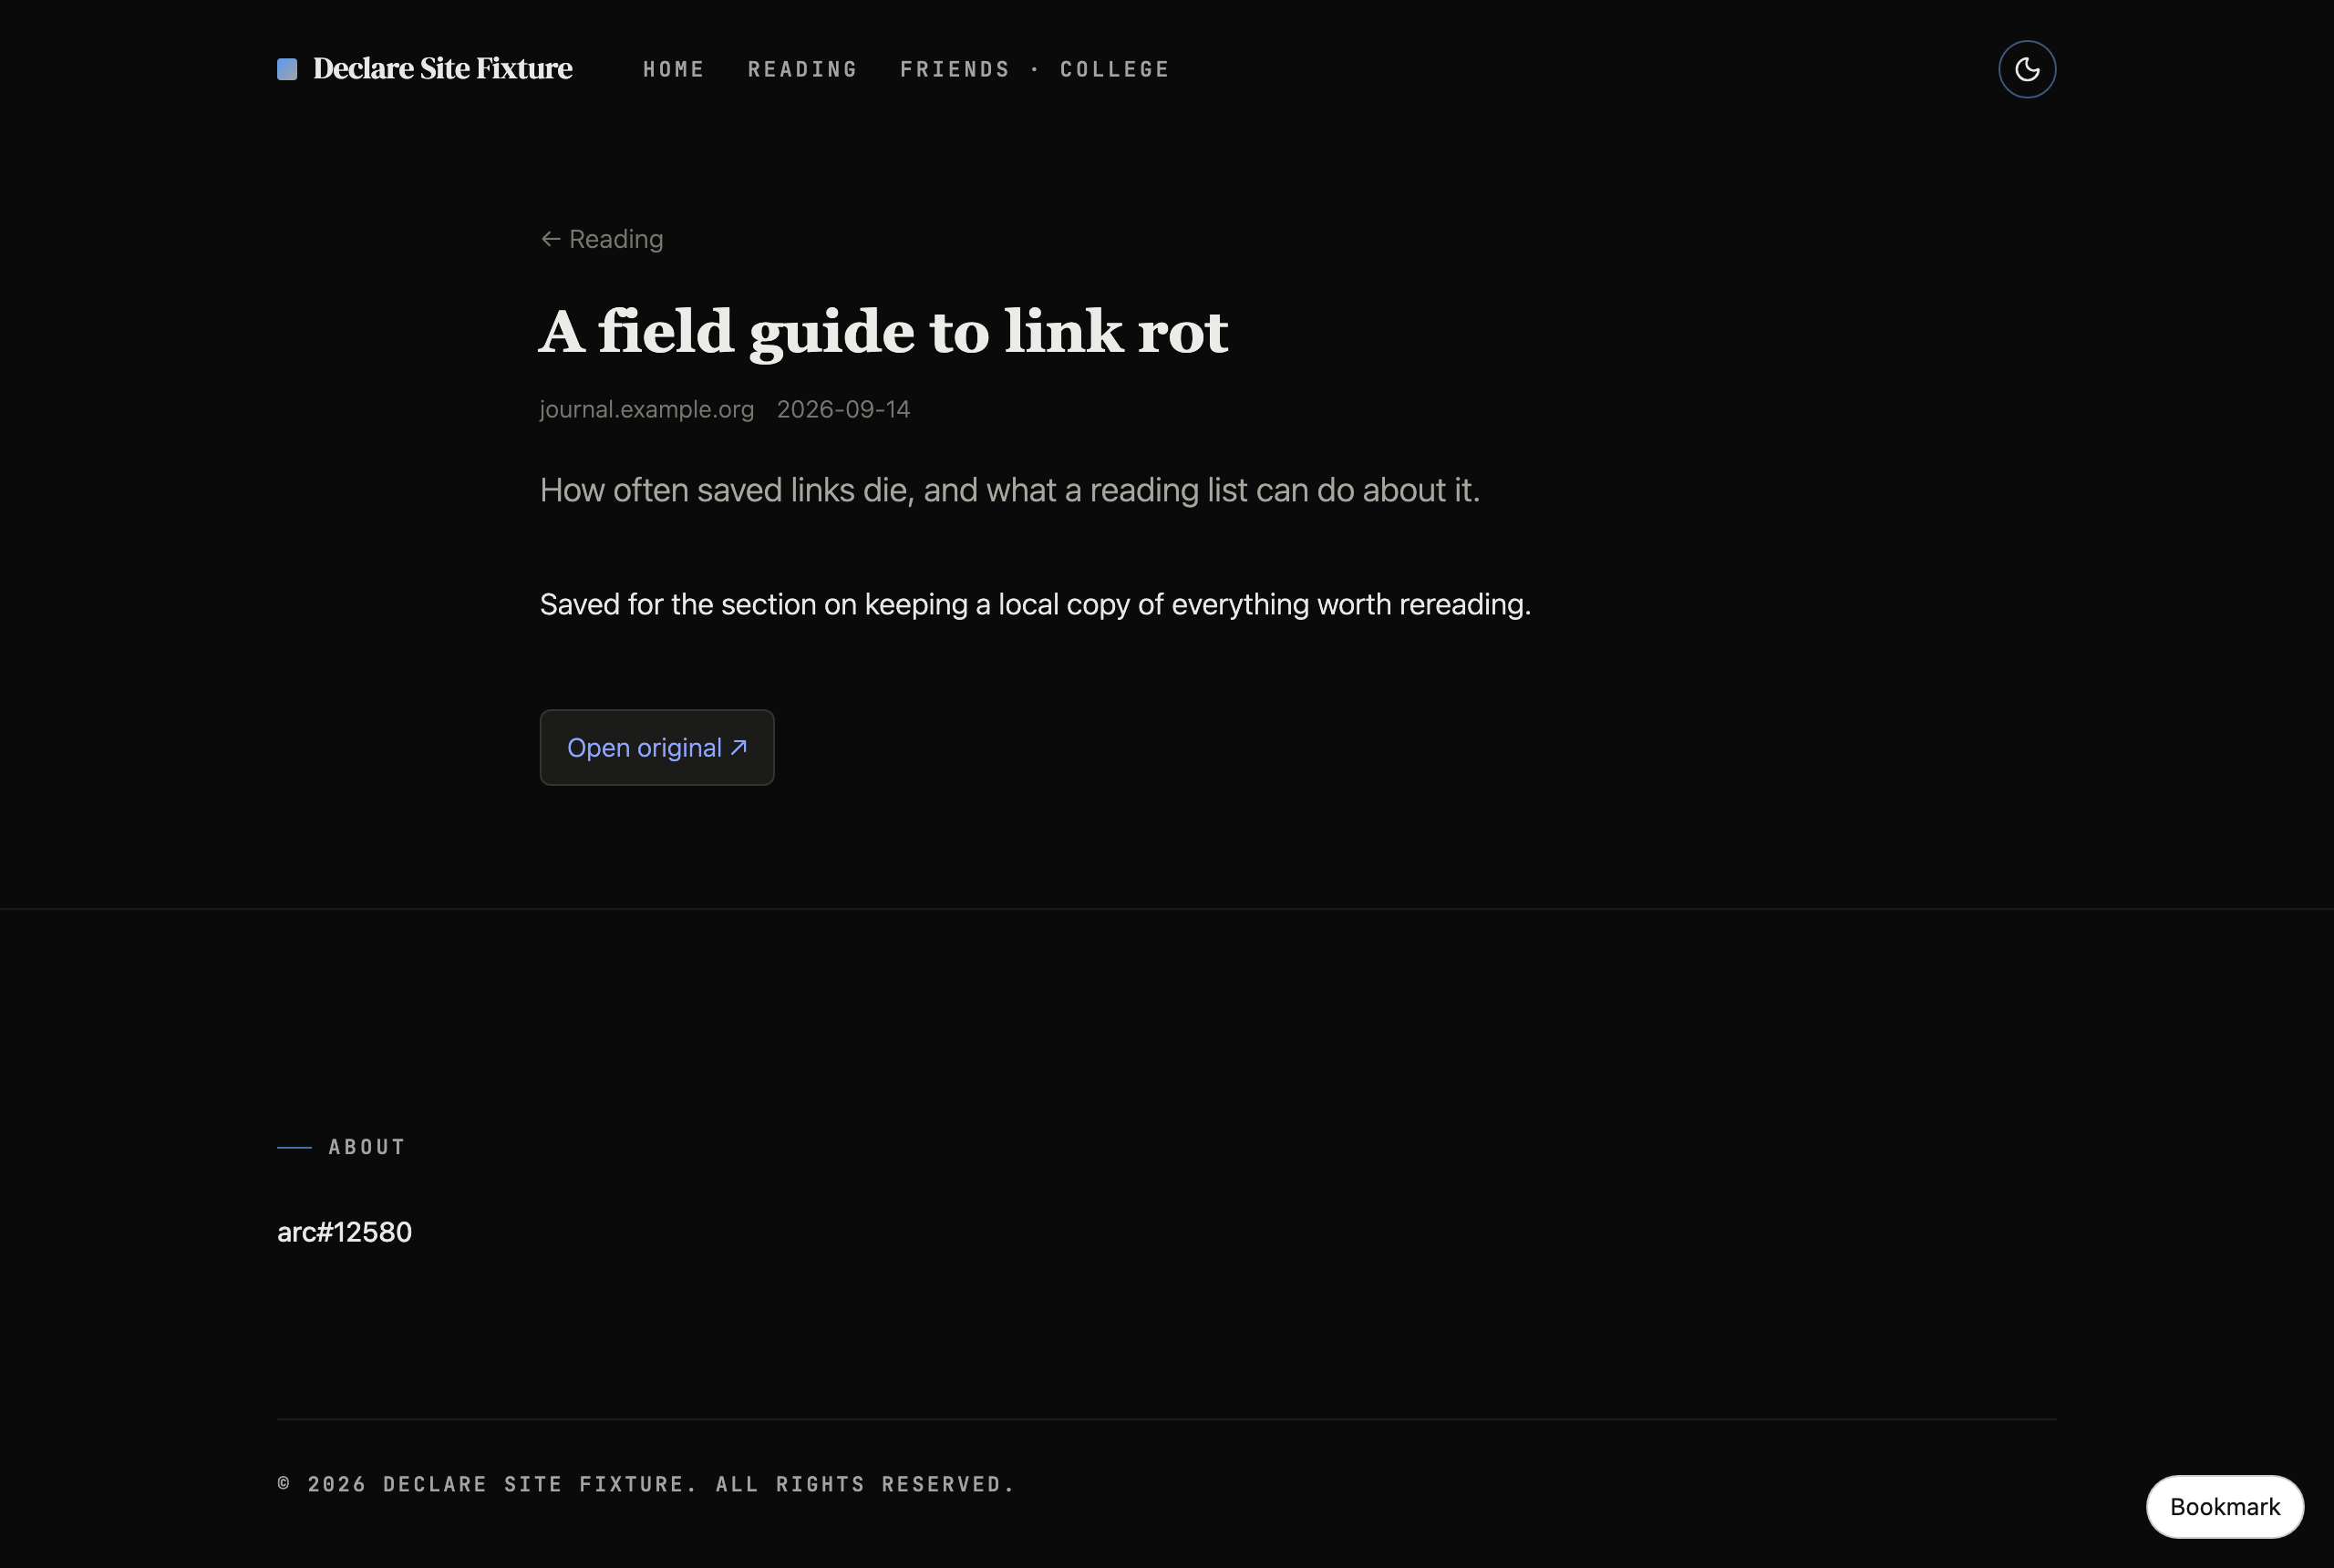 Declare Site Fixture
HOME READING FRIENDS · COLLEGE
← Reading
A field guide to link rot
journal.example.org 2026-09-14
How often saved links die, and what a reading list can do about it.
Saved for the section on keeping a local copy of everything worth rereading.
Open original ↗
ABOUT
arc#12580
© 2026 DECLARE SITE FIXTURE. ALL RIGHTS RESERVED.
Bookmark